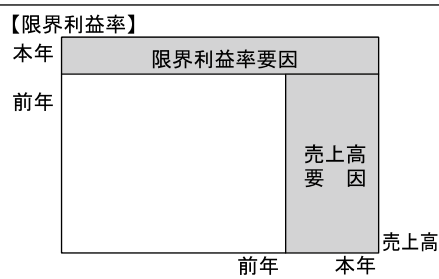 【限界利益率】
本年
限界利益率要因
前年
売上高
要 因
売上高
前年
本年